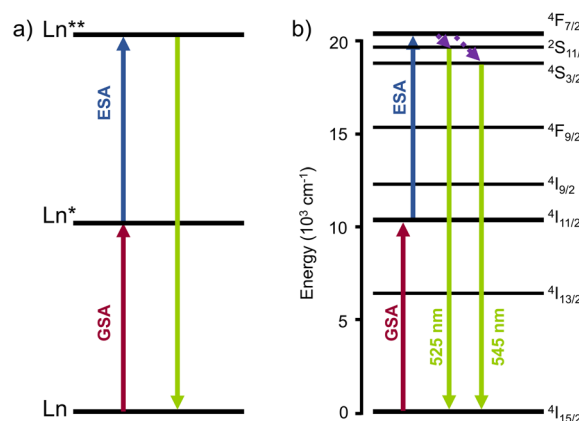 a)
Ln**
ESA
Ln*
GSA
Ln
b)
Energy (10³ cm⁻¹)
20
15
10
5
0
ESA
GSA
525 nm
545 nm
⁴F₇/₂
²S₁₁/
⁴S₃/₂
⁴F₉/₂
⁴I₉/₂
⁴I₁₁/₂
⁴I₁₃/₂
⁴I₁₅/₂